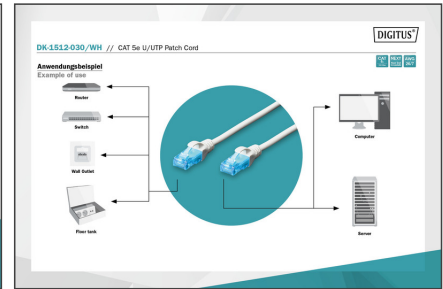 DIGITUS®
DK-1512-030/WH // CAT 5e U/UTP Patch Cord
Anwendungsbeispiel
Example of use
Router
Switch
Wall Outlet
Floor tank
Computer
Server